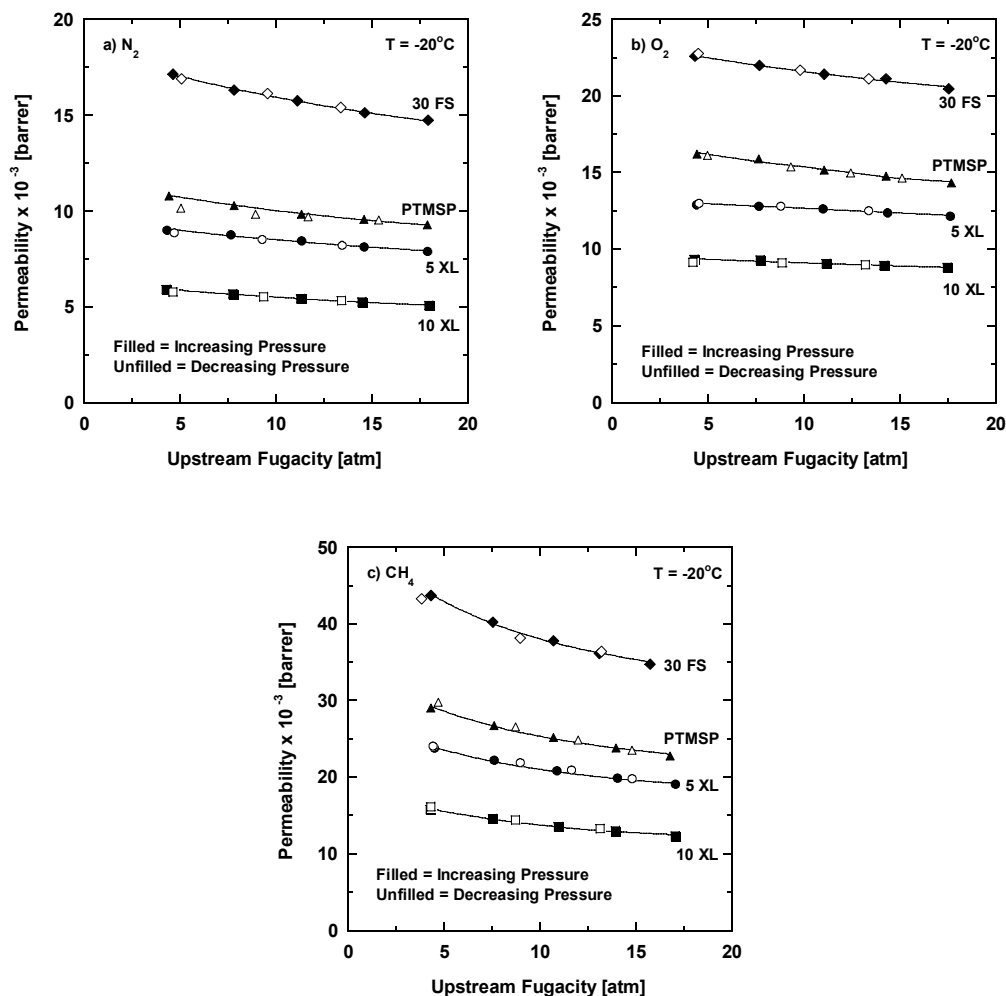 a) N2
T = -20°C
Permeability x 10⁻³ [barrer]
20
15
10
5
0
30 FS
PTMSP
5 XL
10 XL
Filled = Increasing Pressure
Unfilled = Decreasing Pressure
0 5 10 15 20
Upstream Fugacity [atm]
b) O2
T = -20°C
Permeability x 10⁻³ [barrer]
25
20
15
10
5
0
30 FS
PTMSP
5 XL
10 XL
Filled = Increasing Pressure
Unfilled = Decreasing Pressure
0 5 10 15 20
Upstream Fugacity [atm]
c) CH4
T = -20°C
Permeability x 10⁻³ [barrer]
50
40
30
20
10
0
30 FS
PTMSP
5 XL
10 XL
Filled = Increasing Pressure
Unfilled = Decreasing Pressure
0 5 10 15 20
Upstream Fugacity [atm]